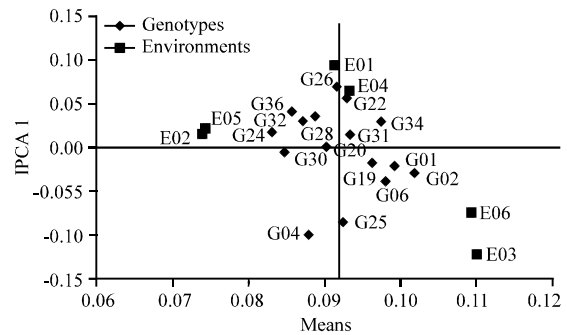 0.15
Genotypes
Environments
0.10
E01
G26
E04
G22
0.05
G36
E05
G32
G28
G34
E02
G24
G31
0.00
G30
G20
G01
G19
G02
G06
-0.055
E06
G25
G04
-0.10
E03
-0.15
IPCA 1
0.06
0.07
0.08
0.09
0.10
0.11
0.12
Means